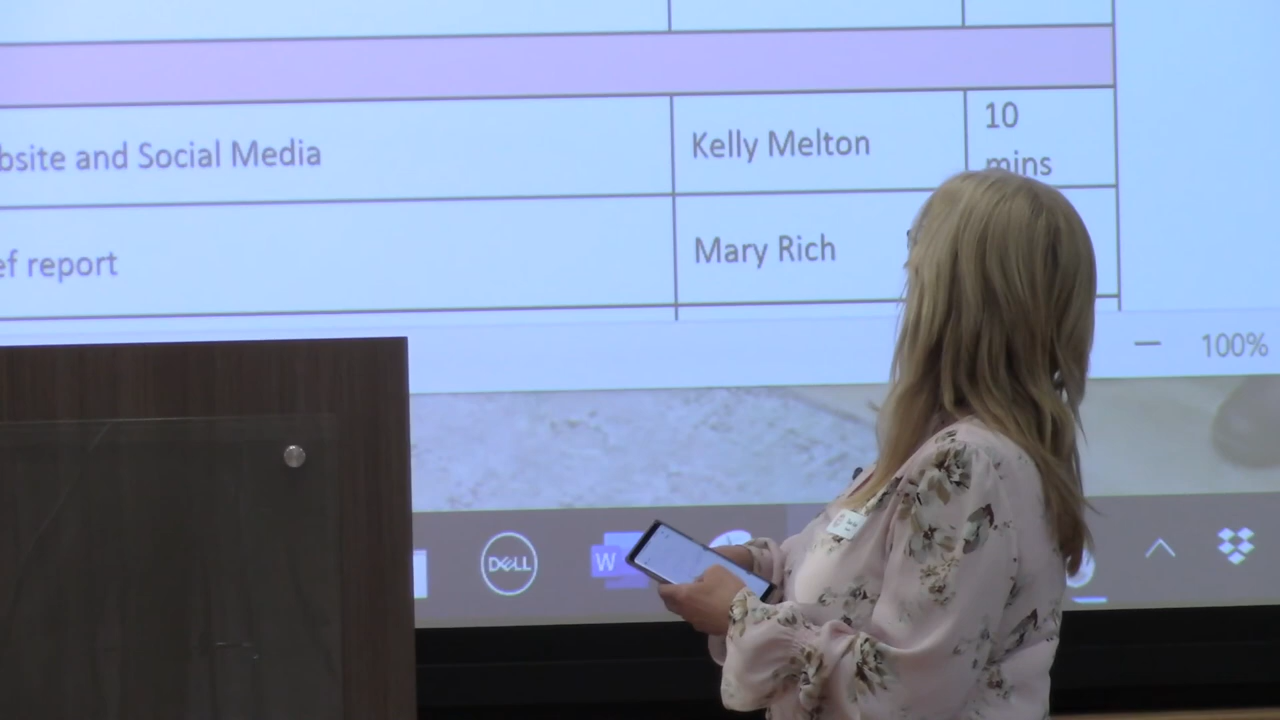 bsite and Social Media
Kelly Melton
10
mins
ef report
Mary Rich
100%
DELL
W